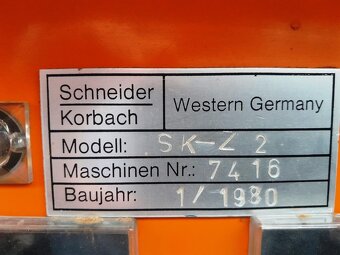 Schneider
Korbach
Western Germany
Modell: SK-Z 2
Maschinen Nr.: 7416
Baujahr: 1/1980